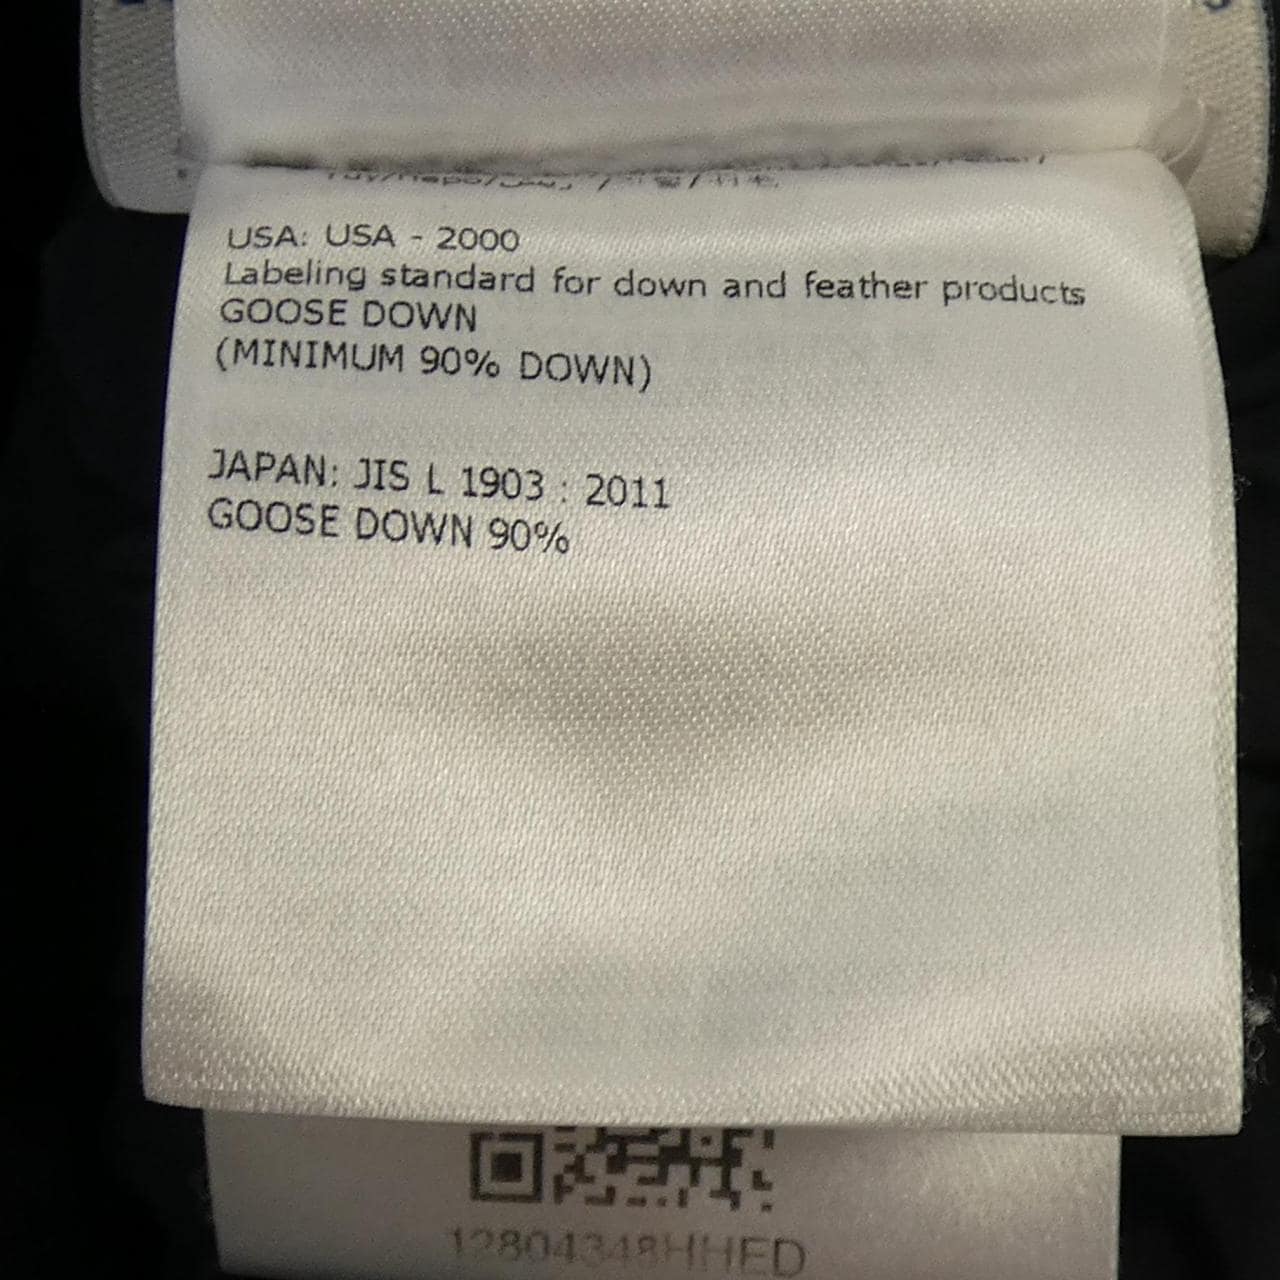 USA: USA - 2000
Labeling standard for down and feather products
GOOSE DOWN
(MINIMUM 90% DOWN)
JAPAN: JIS L 1903 : 2011
GOOSE DOWN 90%
12804348HHFD